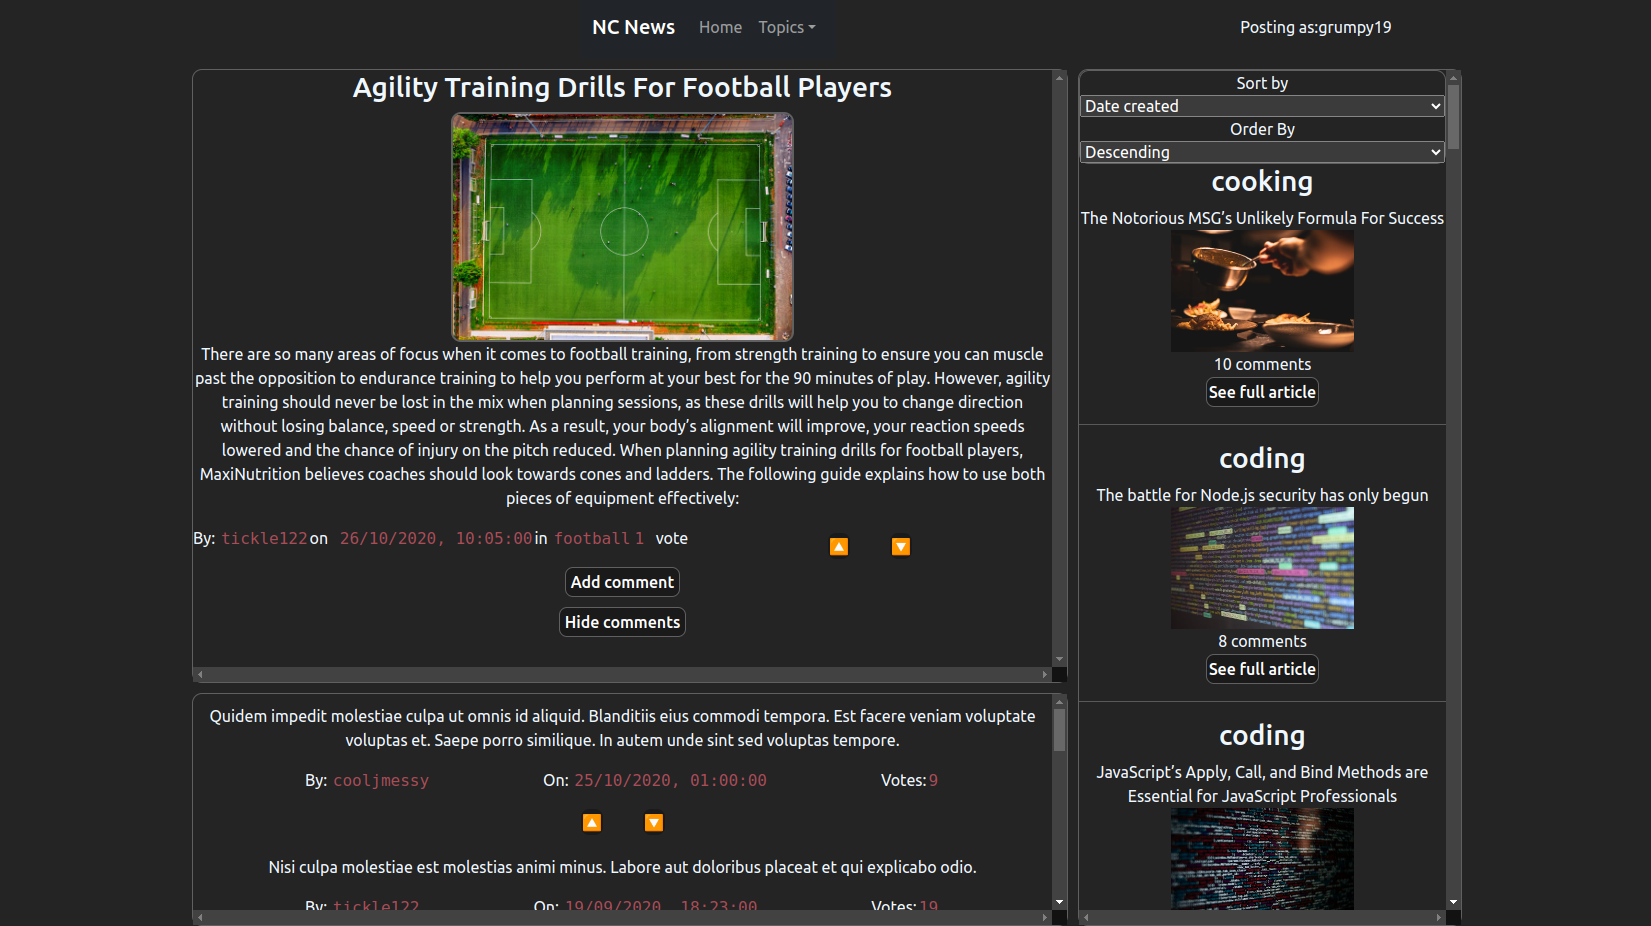 NC News Home Topics Posting as:grumpy19
Agility Training Drills For Football Players
There are so many areas of focus when it comes to football training, from strength training to ensure you can muscle
past the opposition to endurance training to help you perform at your best for the 90 minutes of play. However, agility
training should never be lost in the mix when planning sessions, as these drills will help you to change direction
without losing balance, speed or strength. As a result, your body’s alignment will improve, your reaction speeds
lowered and the chance of injury on the pitch reduced. When planning agility training drills for football players,
MaxiNutrition believes coaches should look towards cones and ladders. The following guide explains how to use both
pieces of equipment effectively:
By: tickle122 on 26/10/2020, 10:05:00 in football 1 vote
Add comment
Hide comments
Quidem impedit molestiae culpa ut omnis id aliquid. Blanditiis eius commodi tempora. Est facere veniam voluptate
voluptas et. Saepe porro similique. In autem unde sint sed voluptas tempore.
By: cooljmessy On: 25/10/2020, 01:00:00 Votes: 9
Nisi culpa molestiae est molestias animi minus. Labore aut doloribus placeat et qui explicabo odio.
By: tickle122 On: 19/09/2020, 18:23:00 Votes: 19
Sort by
Date created
Order By
Descending
cooking
The Notorious MSG’s Unlikely Formula For Success
10 comments
See full article
coding
The battle for Node.js security has only begun
8 comments
See full article
coding
JavaScript’s Apply, Call, and Bind Methods are
Essential for JavaScript Professionals